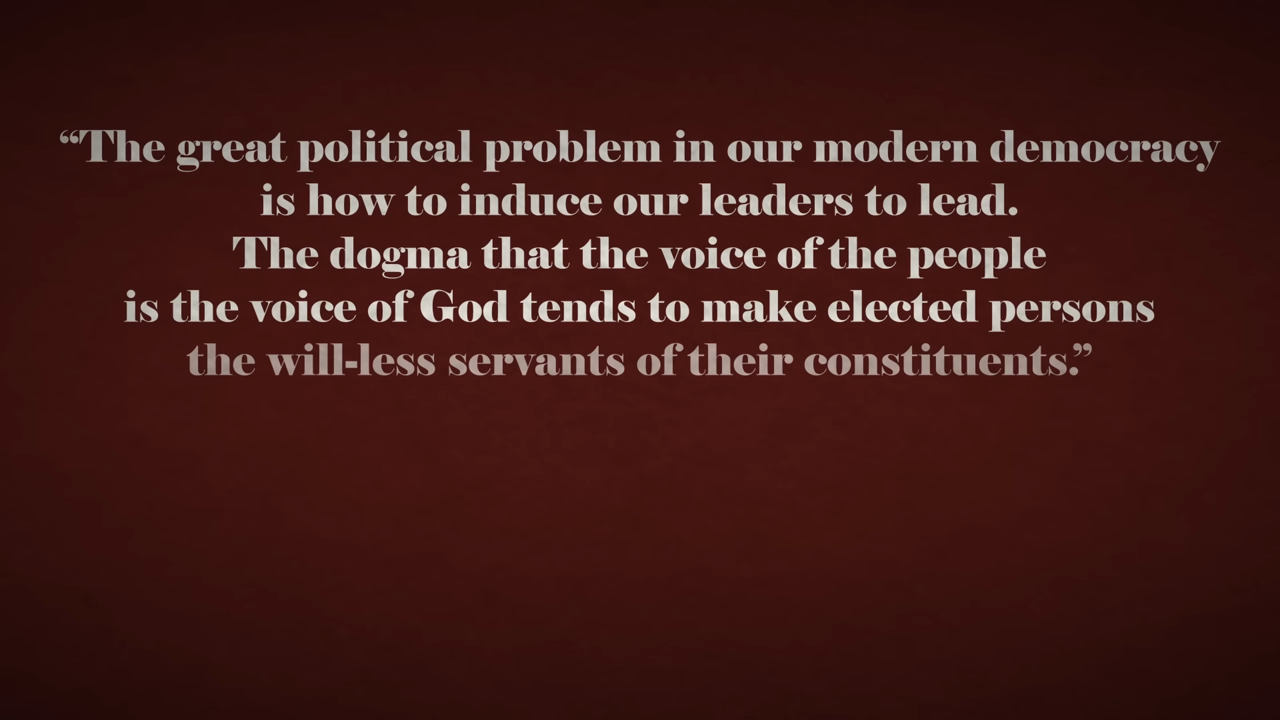 “The great political problem in our modern democracy
is how to induce our leaders to lead.
The dogma that the voice of the people
is the voice of God tends to make elected persons
the will-less servants of their constituents.”